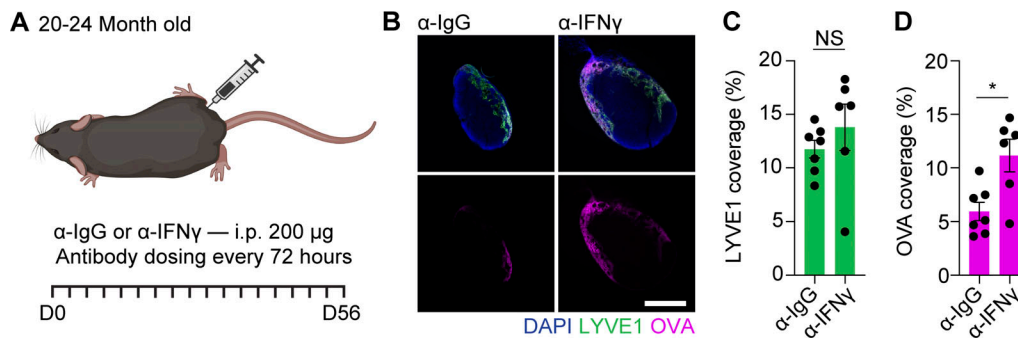 A 20-24 Month old
α-IgG or α-IFNγ — i.p. 200 µg
Antibody dosing every 72 hours
D0 D56
B α-IgG α-IFNγ
DAPI LYVE1 OVA
C
NS
LYVE1 coverage (%)
20
15
10
5
0
α-IgG
α-IFNγ
D
*
OVA coverage (%)
20
15
10
5
0
α-IgG
α-IFNγ